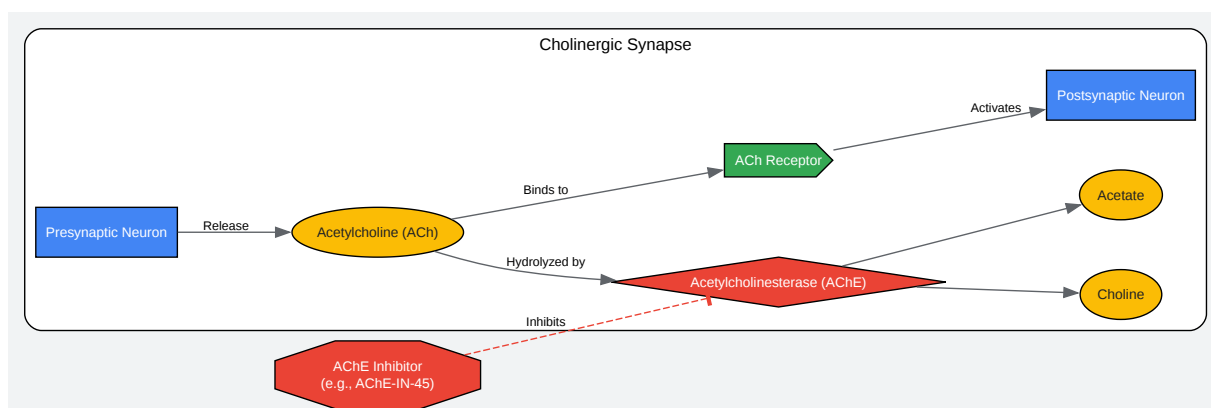 Cholinergic Synapse
Postsynaptic Neuron
Activates
ACh Receptor
Binds to
Acetate
Presynaptic Neuron
Release
Acetylcholine (ACh)
Hydrolyzed by
Acetylcholinesterase (AChE)
Choline
Inhibits
AChE Inhibitor
(e.g., AChE-IN-45)